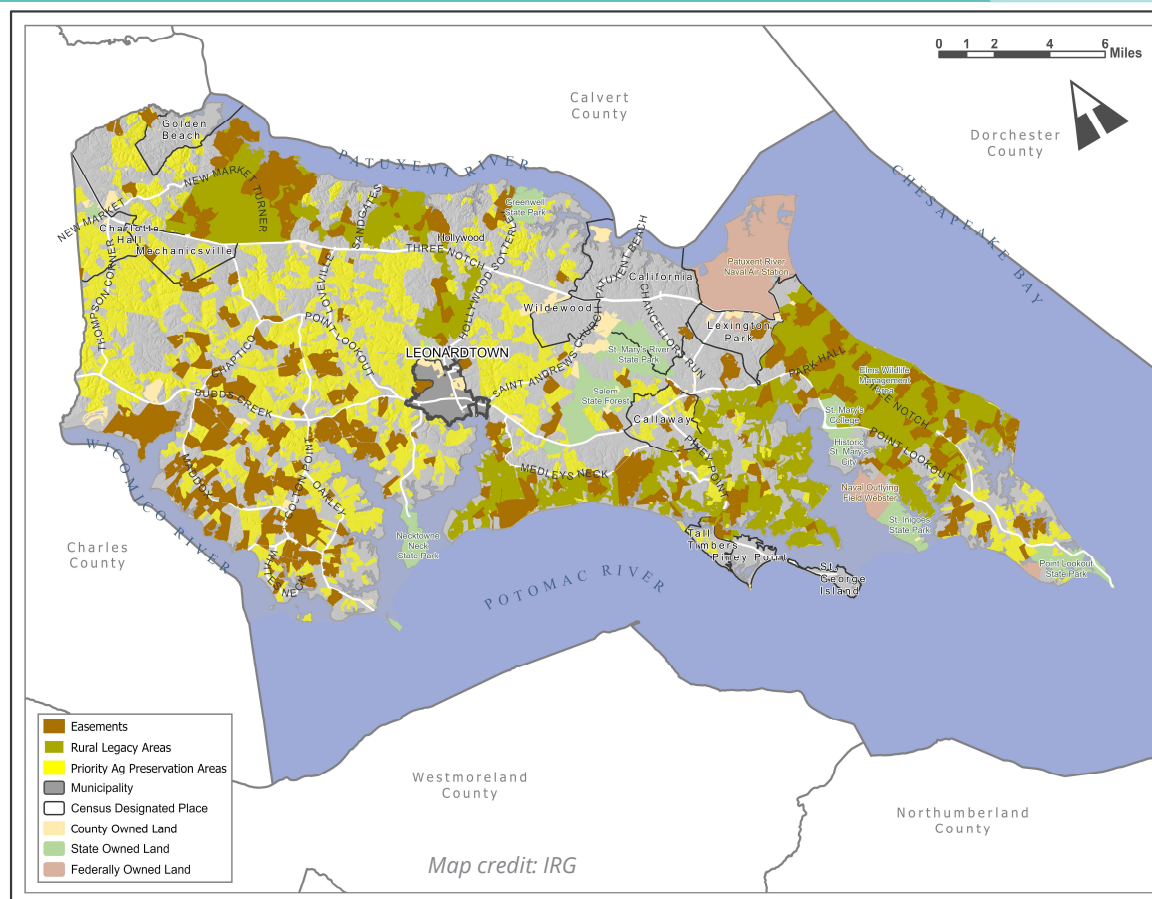 0 1 2 4 6
Miles
Calvert
County
Dorchester
County
Golden
Beach
PATUXENT RIVER
CHESAPEAKE BAY
NEW MARKET TURNER
NEW MARKET
SANDGATES
Greenwell
State Park
Charlotte
Hall
Mechanicsville
Hollywood
THREE NOTCH
PATUXENT BEACH
Patuxent River
Naval Air Station
California
THOMPSON CORNER
LOVEVILLE
HOLLYWOOD
CHANCELLORS RUN
Wildewood
POINT LOOKOUT
Lexington
Park
LEONARDTOWN
St. Mary's River
State Park
CHAPTICO
SAINT ANDREWS CHURCH
PARK HALL
Elms Wildlife
Management
Area
BUDDS CREEK
Salem
State Forest
St. Mary's
College
Callaway
POINT LOOKOUT
Historic
St. Mary's
City
WICOMICO RIVER
MADDOX
COLTON POINT
OAKLEY
MEDLEYS NECK
PINEY POINT
Naval Outlying
Field Webster
St. Inigoes
State Park
Necktowne
Neck
State Park
Tall
Timbers
Piney Point
St.
George
Island
Point Lookout
State Park
Charles
County
WHITES NECK
POTOMAC RIVER
Easements
Rural Legacy Areas
Priority Ag Preservation Areas
Municipality
Census Designated Place
County Owned Land
State Owned Land
Federally Owned Land
Westmoreland
County
Northumberland
County
Map credit: IRG